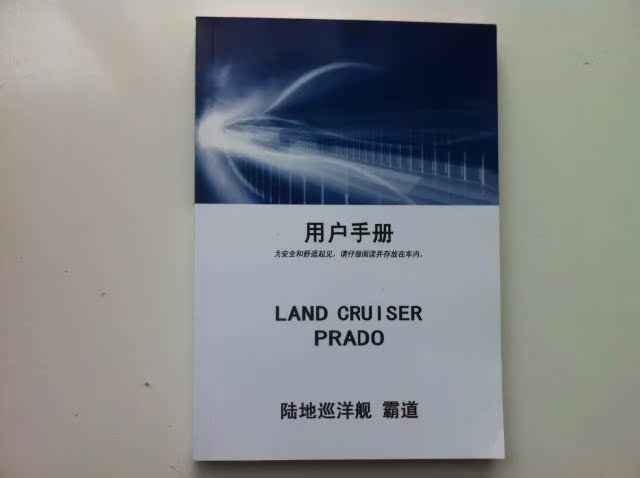 用户手册
为安全和舒适起见，请仔细阅读并存放在车内。
LAND CRUISER
PRADO
陆地巡洋舰 霸道